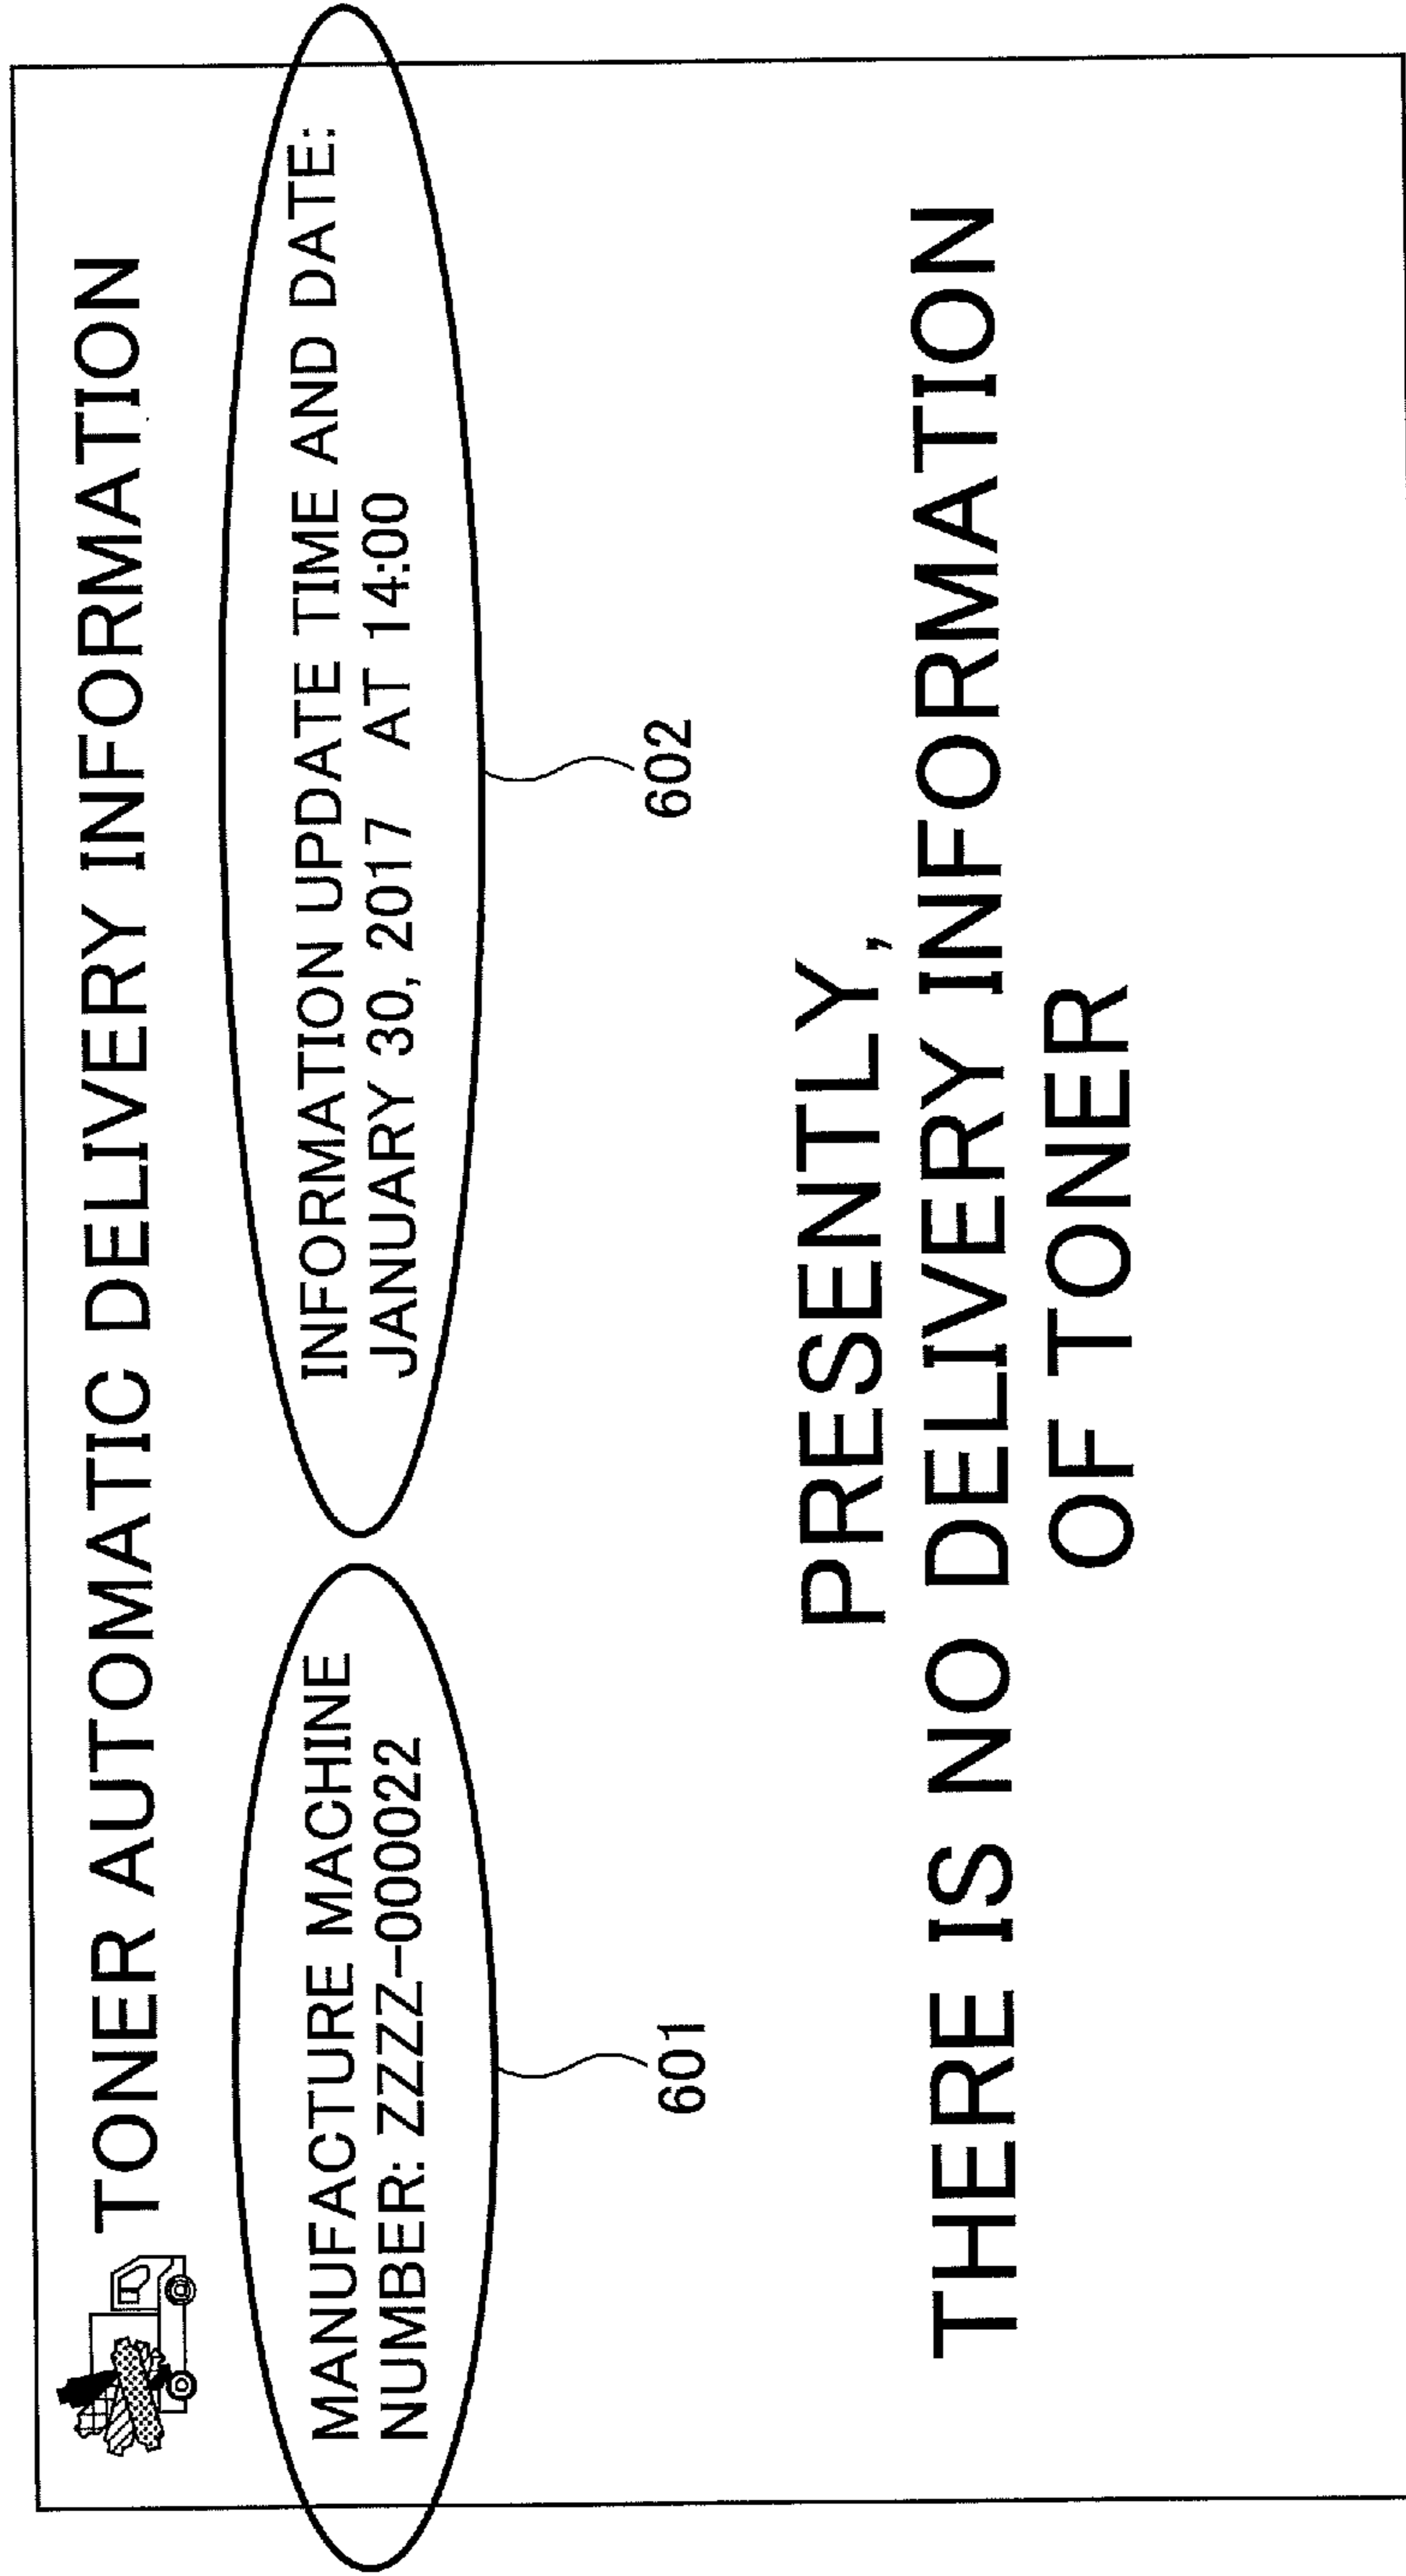 TONER AUTOMATIC DELIVERY INFORMATION
MANUFACTURE MACHINE
NUMBER: ZZZZ-000022
601
INFORMATION UPDATE TIME AND DATE:
JANUARY 30, 2017 AT 14:00
602
PRESENTLY,
THERE IS NO DELIVERY INFORMATION
OF TONER